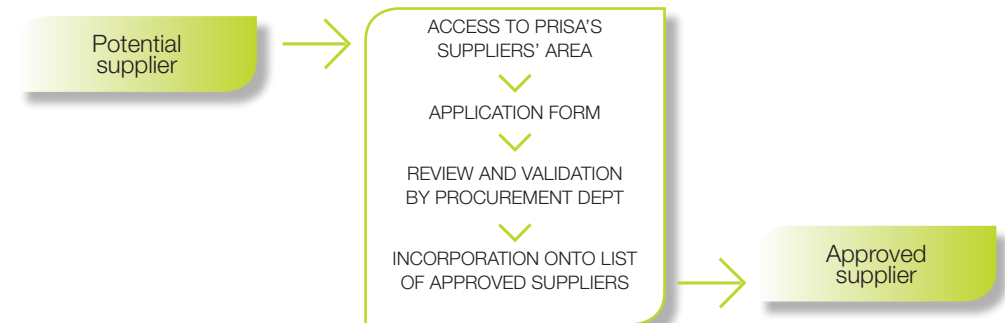 Potential
supplier
ACCESS TO PRISA'S
SUPPLIERS' AREA
APPLICATION FORM
REVIEW AND VALIDATION
BY PROCUREMENT DEPT
INCORPORATION ONTO LIST
OF APPROVED SUPPLIERS
Approved
supplier